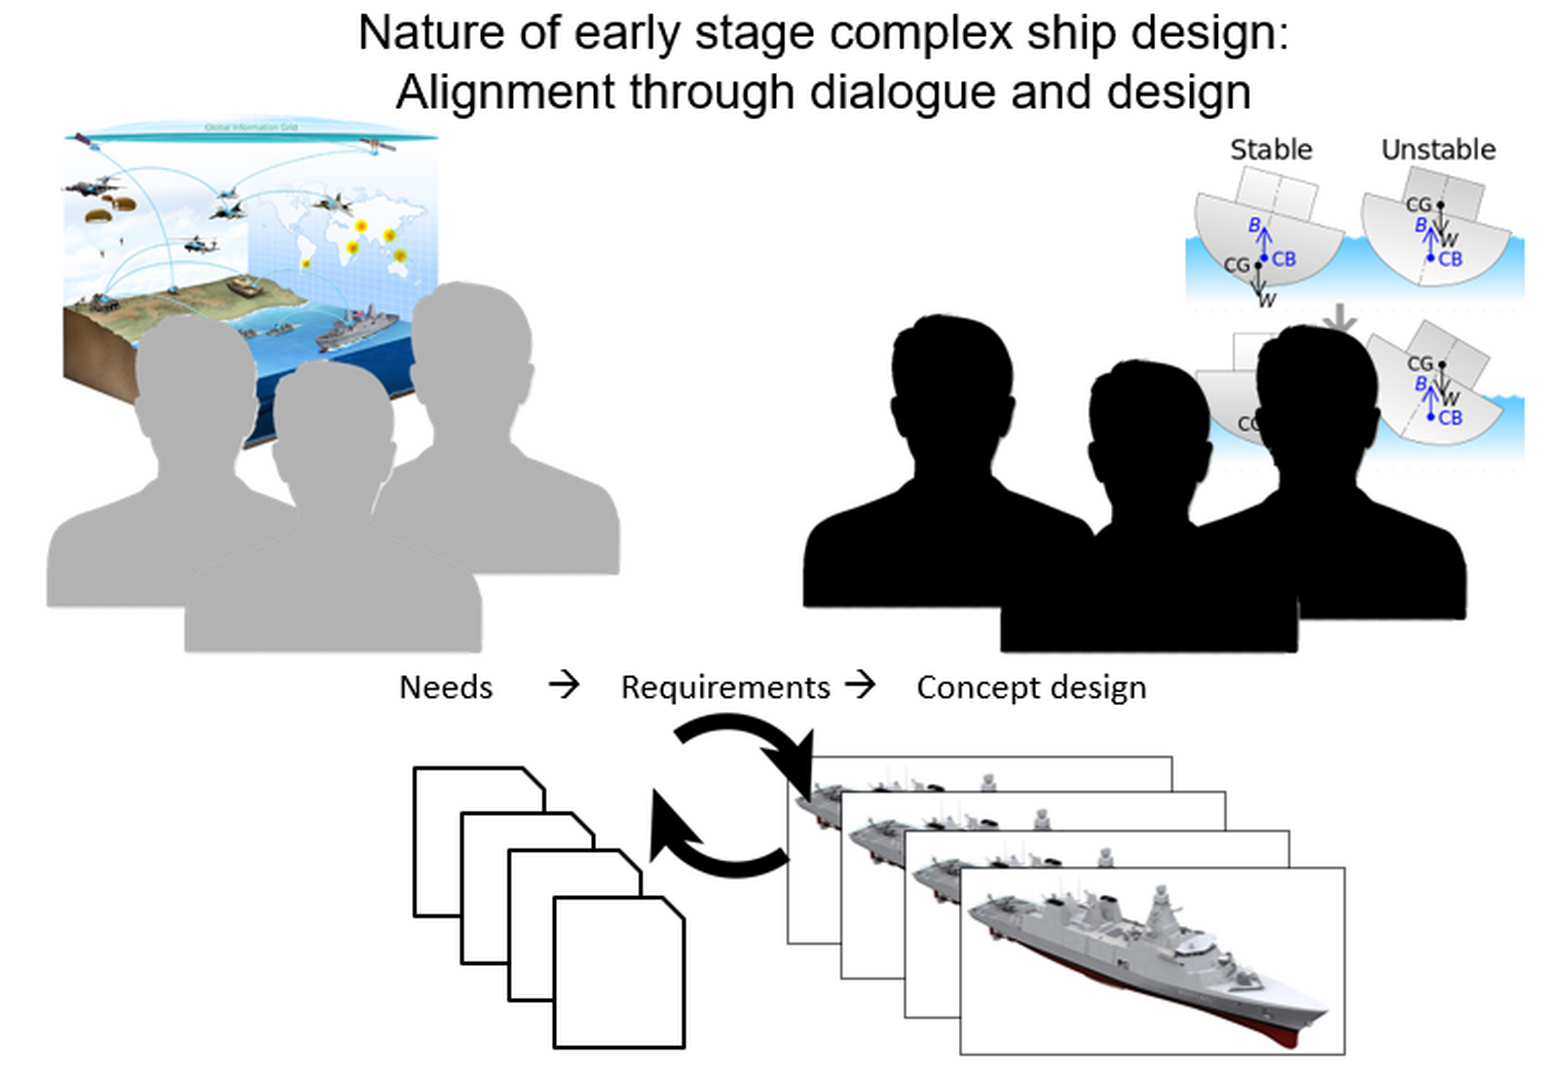 Nature of early stage complex ship design:
Alignment through dialogue and design
Global Information Grid
Stable
Unstable
CG
B
W
CB
B
CG
CB
W
CG
B
W
CB
CG
Needs → Requirements → Concept design